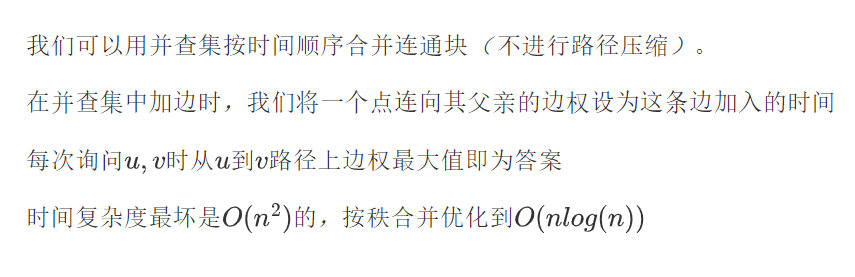 我们可以用并查集按时间顺序合并连通块（不进行路径压缩）。
在并查集中加边时，我们将一个点连向其父亲的边权设为这条边加入的时间
每次询问u,v时从u到v路径上边权最大值即为答案
时间复杂度最坏是O(n²)的，按秩合并优化到O(nlog(n))